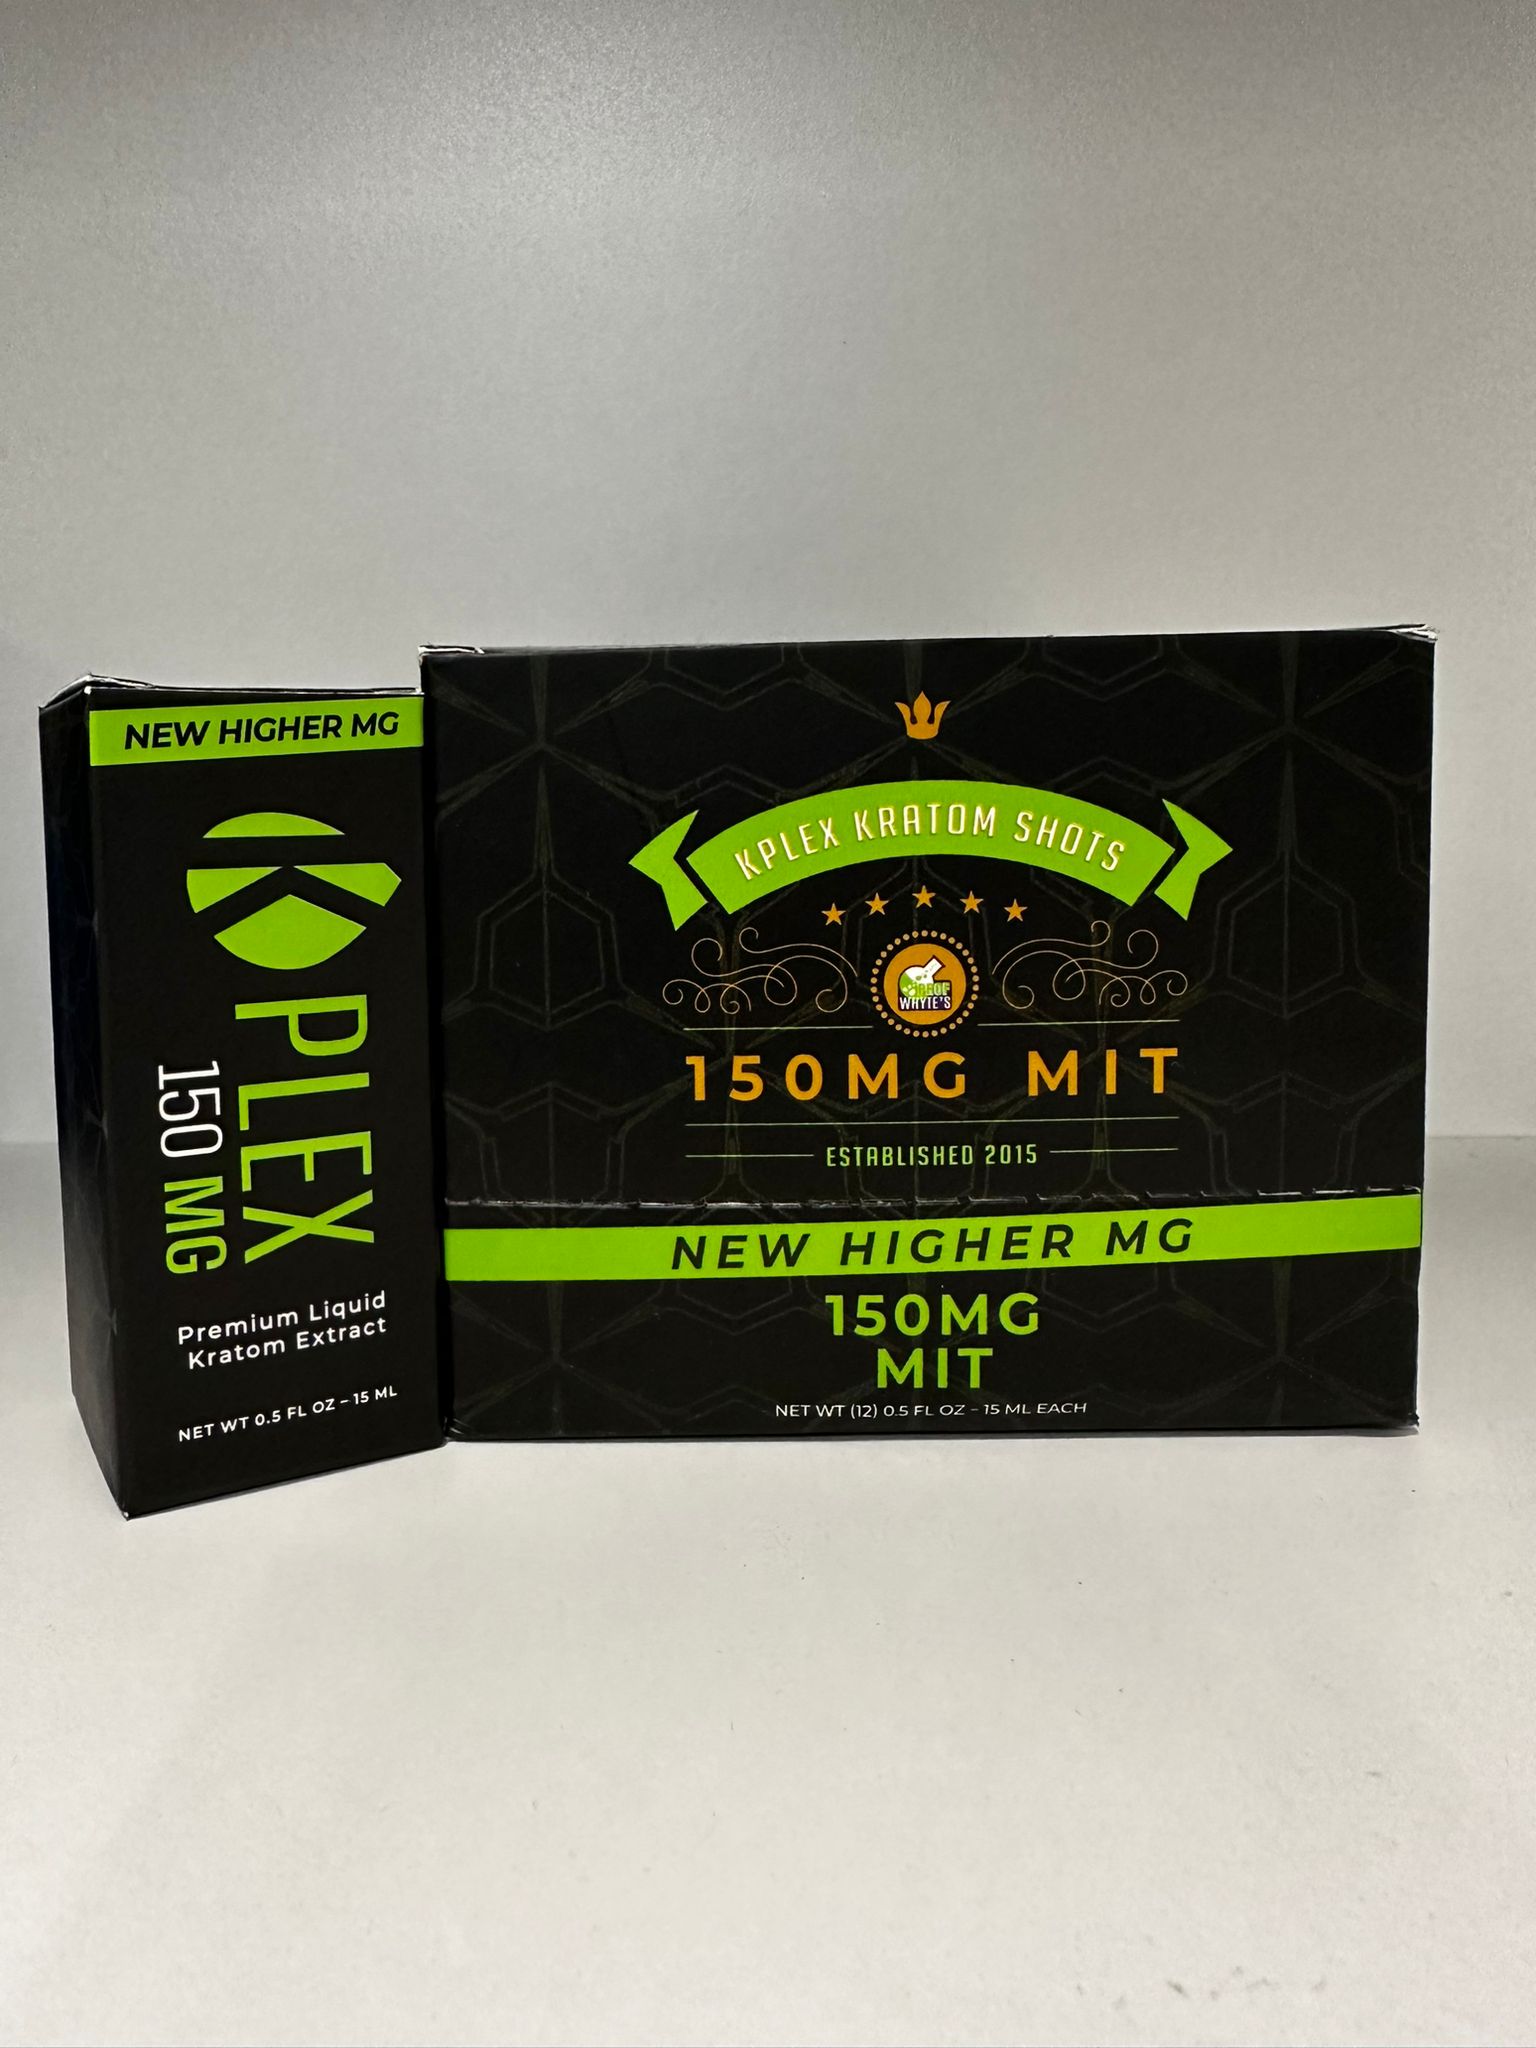 NEW HIGHER MG
K PLEX
150 MG
Premium Liquid
Kratom Extract
NET WT 0.5 FL OZ – 15 ML
KPLEX KRATOM SHOTS
WHYTE'S
150MG MIT
ESTABLISHED 2015
NEW HIGHER MG
150MG
MIT
NET WT (12) 0.5 FL OZ – 15 ML EACH